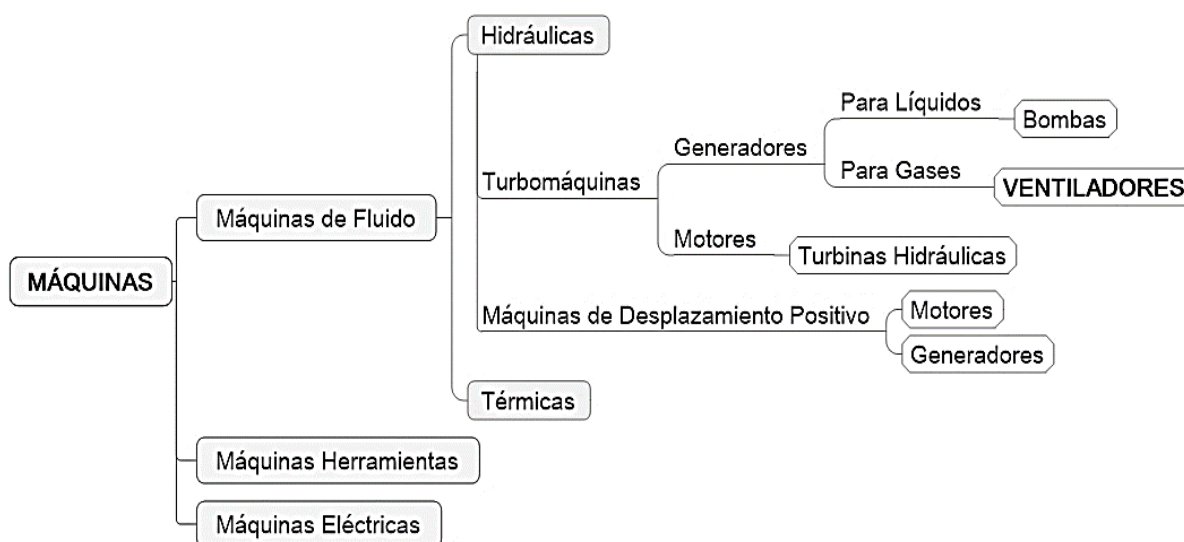 MÁQUINAS
Máquinas de Fluido
Hidráulicas
Turbomáquinas
Generadores
Para Líquidos
Bombas
Para Gases
VENTILADORES
Motores
Turbinas Hidráulicas
Máquinas de Desplazamiento Positivo
Motores
Generadores
Térmicas
Máquinas Herramientas
Máquinas Eléctricas